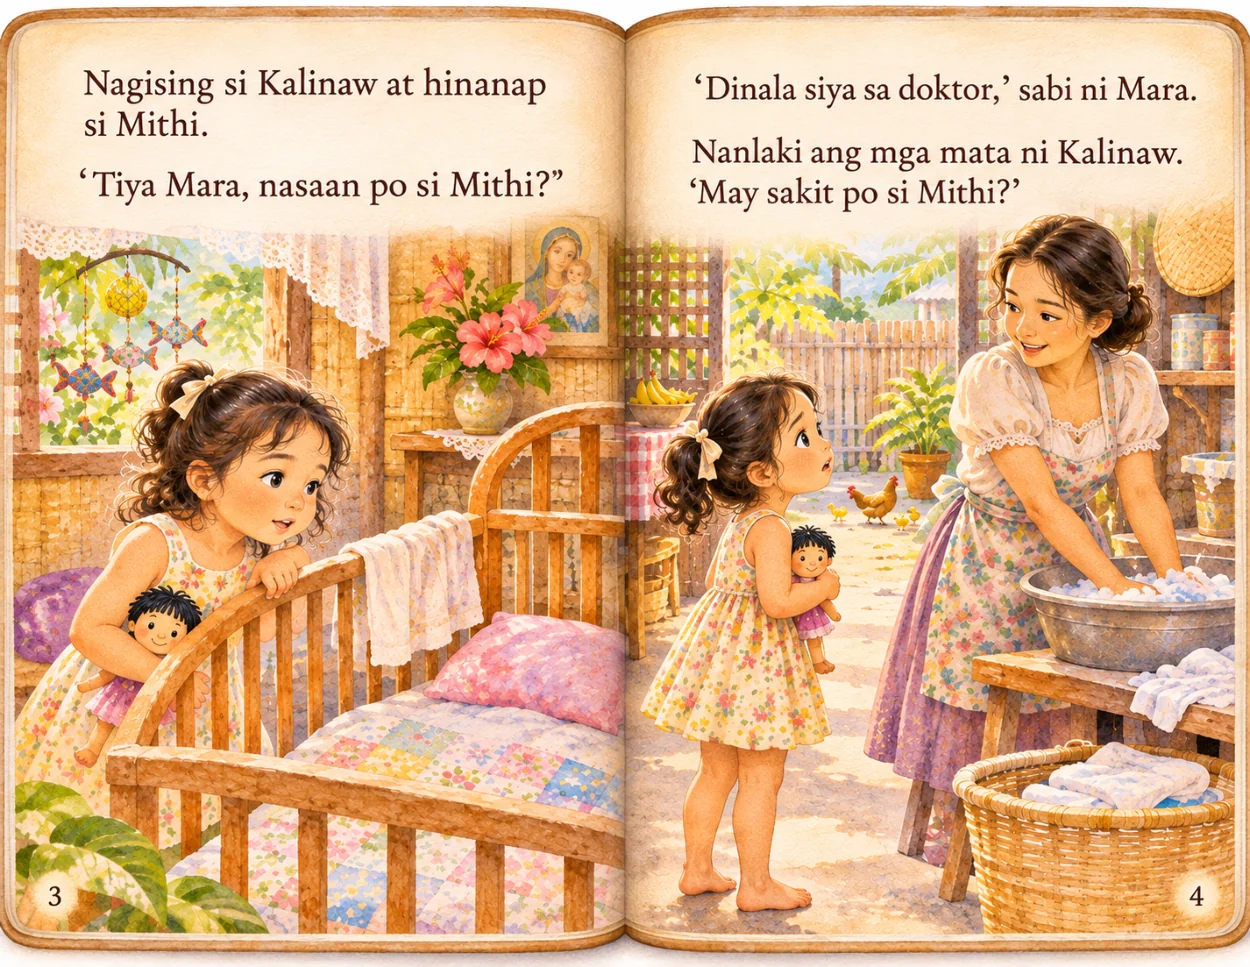 Nagising si Kalinaw at hinanap
si Mithi.
‘Tiya Mara, nasaan po si Mithi?”
3
‘Dinala siya sa doktor,’ sabi ni Mara.
Nanlaki ang mga mata ni Kalinaw.
‘May sakit po si Mithi?’
4